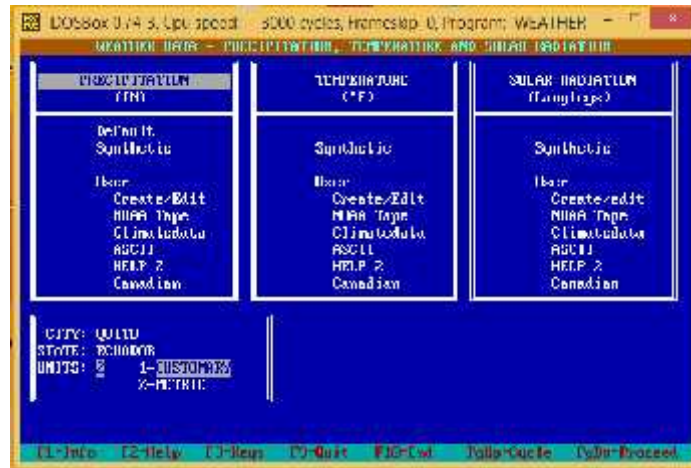 DOSBox 0.74-3, Cpu speed: 3000 cycles, Frameskip 0, Program: WEATHER
WEATHER DATA - PRECIPITATION, TEMPERATURE AND SOLAR RADIATION
PRECIPITATION
(IN)
Default
Synthetic
User
Create/Edit
NOAA Tape
Climatedata
ASCII
HELP 2
Canadian
TEMPERATURE
(°F)
Synthetic
User
Create/Edit
NOAA Tape
Climatedata
ASCII
HELP 2
Canadian
SOLAR RADIATION
(Langleys)
Synthetic
User
Create/edit
NOAA Tape
Climatedata
ASCII
HELP 2
Canadian
CITY: QUITO
STATE: ECUADOR
UNITS: 2 1-CUSTOMARY
2-METRIC
F1-Info F2-Help F3-Keys F9-Quit F10-End PgUp-Cycle PgDn-Proceed